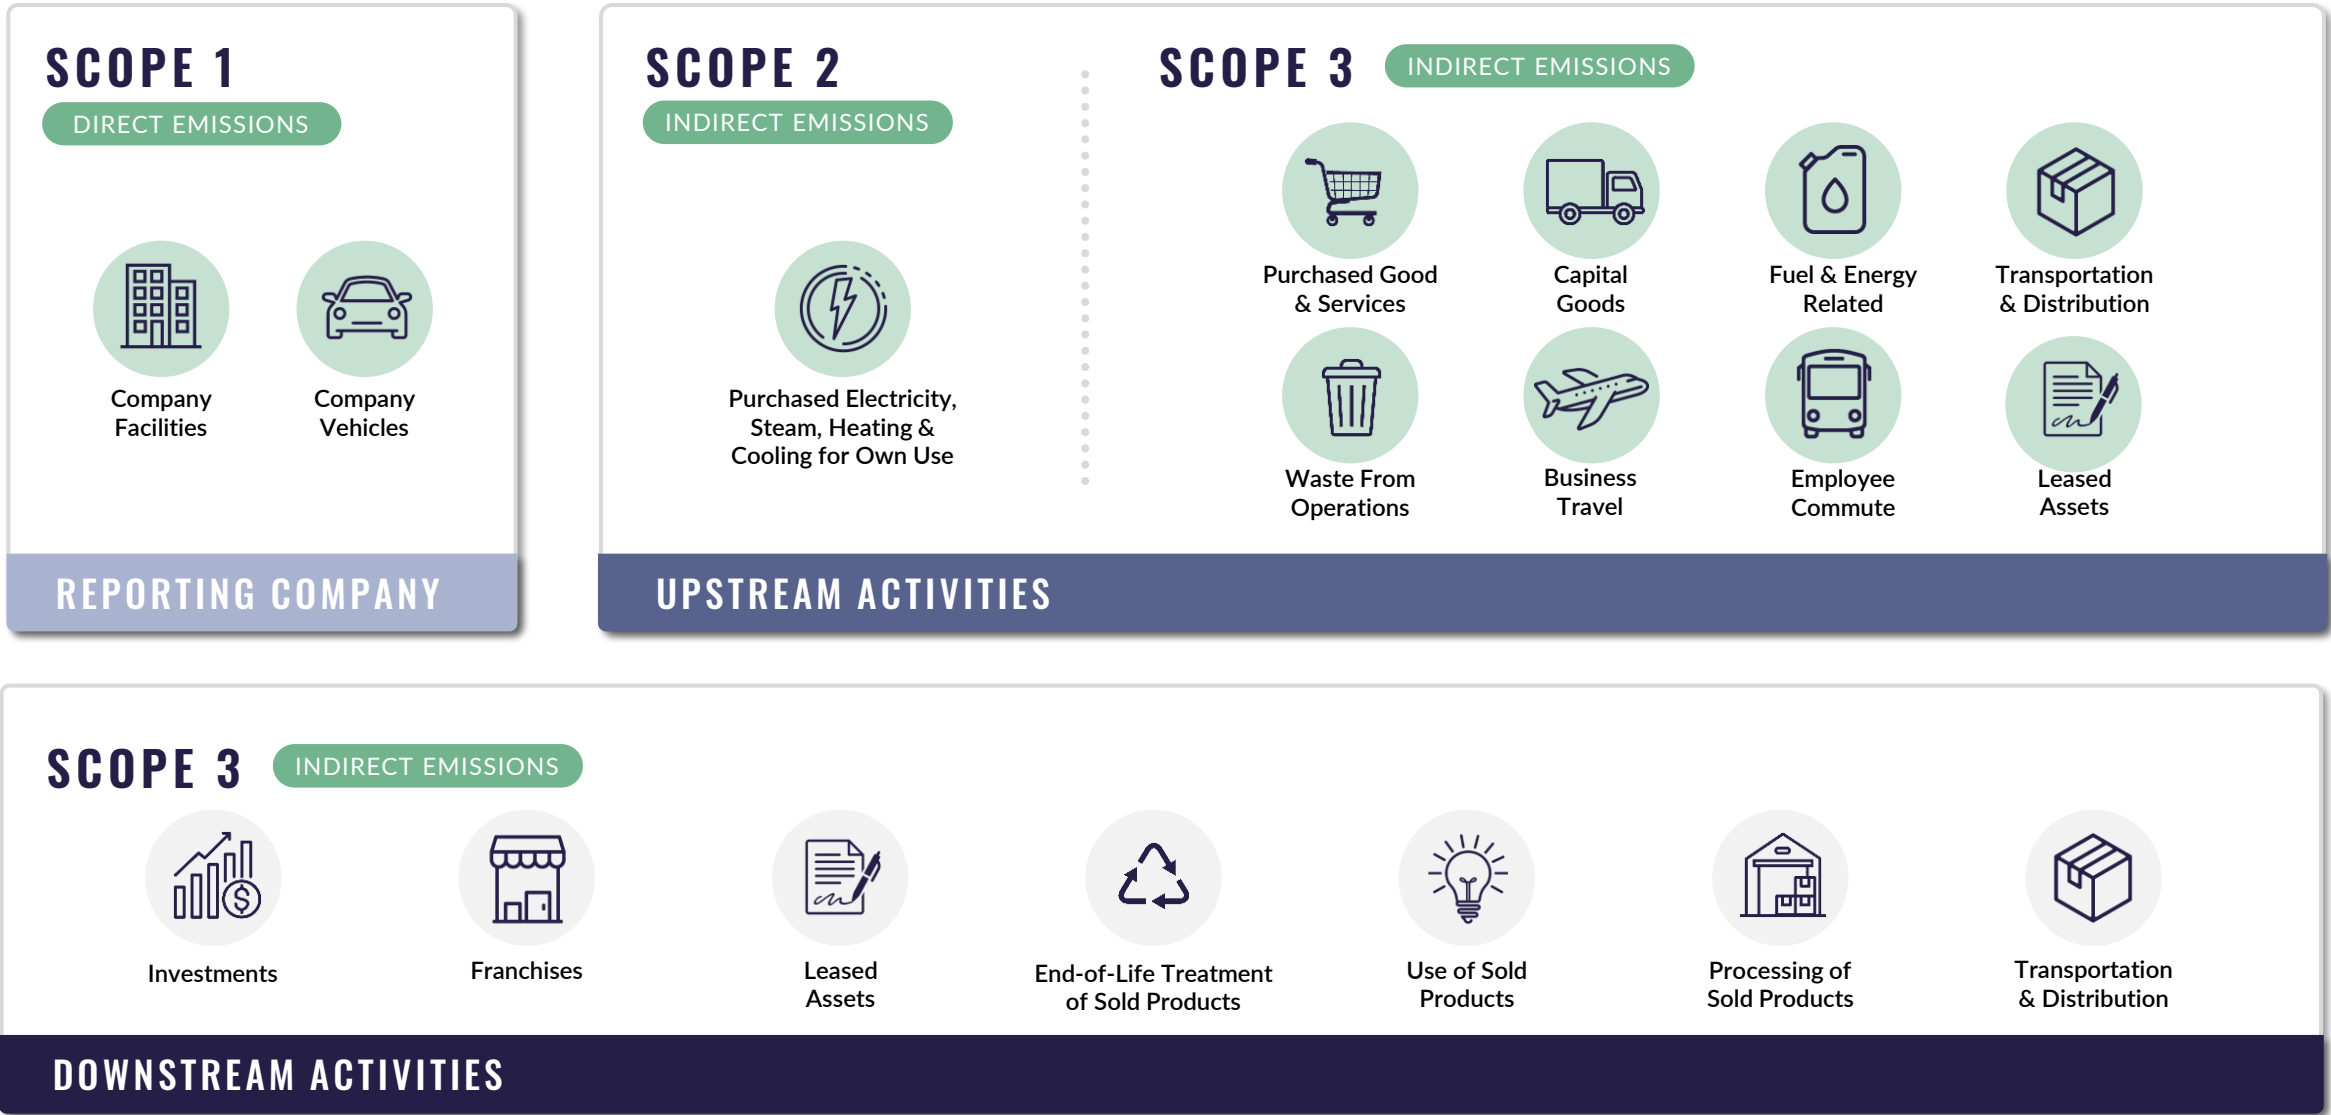 SCOPE 1
DIRECT EMISSIONS
Company
Facilities
Company
Vehicles
REPORTING COMPANY
SCOPE 2
INDIRECT EMISSIONS
Purchased Electricity,
Steam, Heating &
Cooling for Own Use
SCOPE 3
INDIRECT EMISSIONS
Purchased Good
& Services
Capital
Goods
Fuel & Energy
Related
Transportation
& Distribution
Waste From
Operations
Business
Travel
Employee
Commute
Leased
Assets
UPSTREAM ACTIVITIES
SCOPE 3
INDIRECT EMISSIONS
Investments
Franchises
Leased
Assets
End-of-Life Treatment
of Sold Products
Use of Sold
Products
Processing of
Sold Products
Transportation
& Distribution
DOWNSTREAM ACTIVITIES